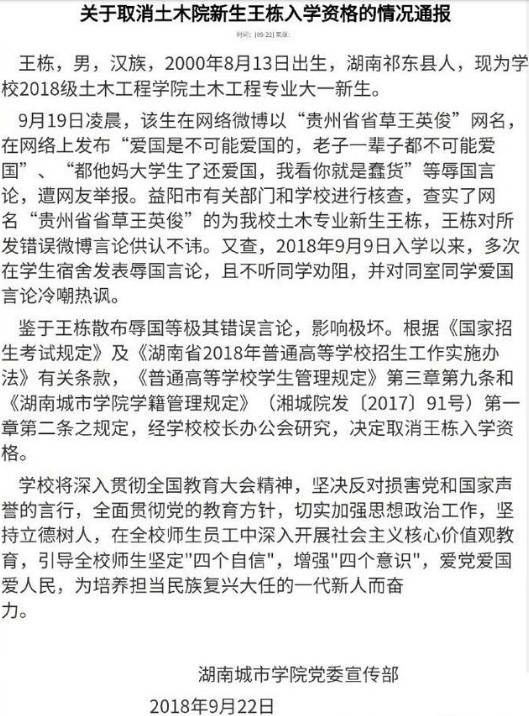 关于取消土木院新生王栋入学资格的情况通报
时间: [09-22]
王栋，男，汉族，2000年8月13日出生，湖南祁东县人，现为学
校2018级土木工程学院土木工程专业大一新生。
9月19日凌晨，该生在网络微博以“贵州省省草王英俊”网名，
在网络上发布“爱国是不可能爱国的，老子一辈子都不可能爱
国”、“都他妈大学生了还爱国，我看你就是蠢货”等辱国言
论，遭网友举报。益阳市有关部门和学校进行核查，查实了网
名“贵州省省草王英俊”的为我校土木专业新生王栋，王栋对所
发错误微博言论供认不讳。又查，2018年9月9日入学以来，多次
在学生宿舍发表辱国言论，且不听同学劝阻，并对同室同学爱国
言论冷嘲热讽。
鉴于王栋散布辱国等极其错误言论，影响极坏。根据《国家招
生考试规定》及《湖南省2018年普通高等学校招生工作实施办
法》有关条款，《普通高等学校学生管理规定》第三章第九条和
《湖南城市学院学籍管理规定》（湘城院发〔2017〕91号）第一
章第二条之规定，经学校校长办公会研究，决定取消王栋入学资
格。
学校将深入贯彻全国教育大会精神，坚决反对损害党和国家声
誉的言行，全面贯彻党的教育方针，切实加强思想政治工作，坚
持立德树人，在全校师生员工中深入开展社会主义核心价值观教
育，引导全校师生坚定"四个自信"，增强"四个意识"，爱党爱国
爱人民，为培养担当民族复兴大任的一代新人而奋
力。
湖南城市学院党委宣传部
2018年9月22日